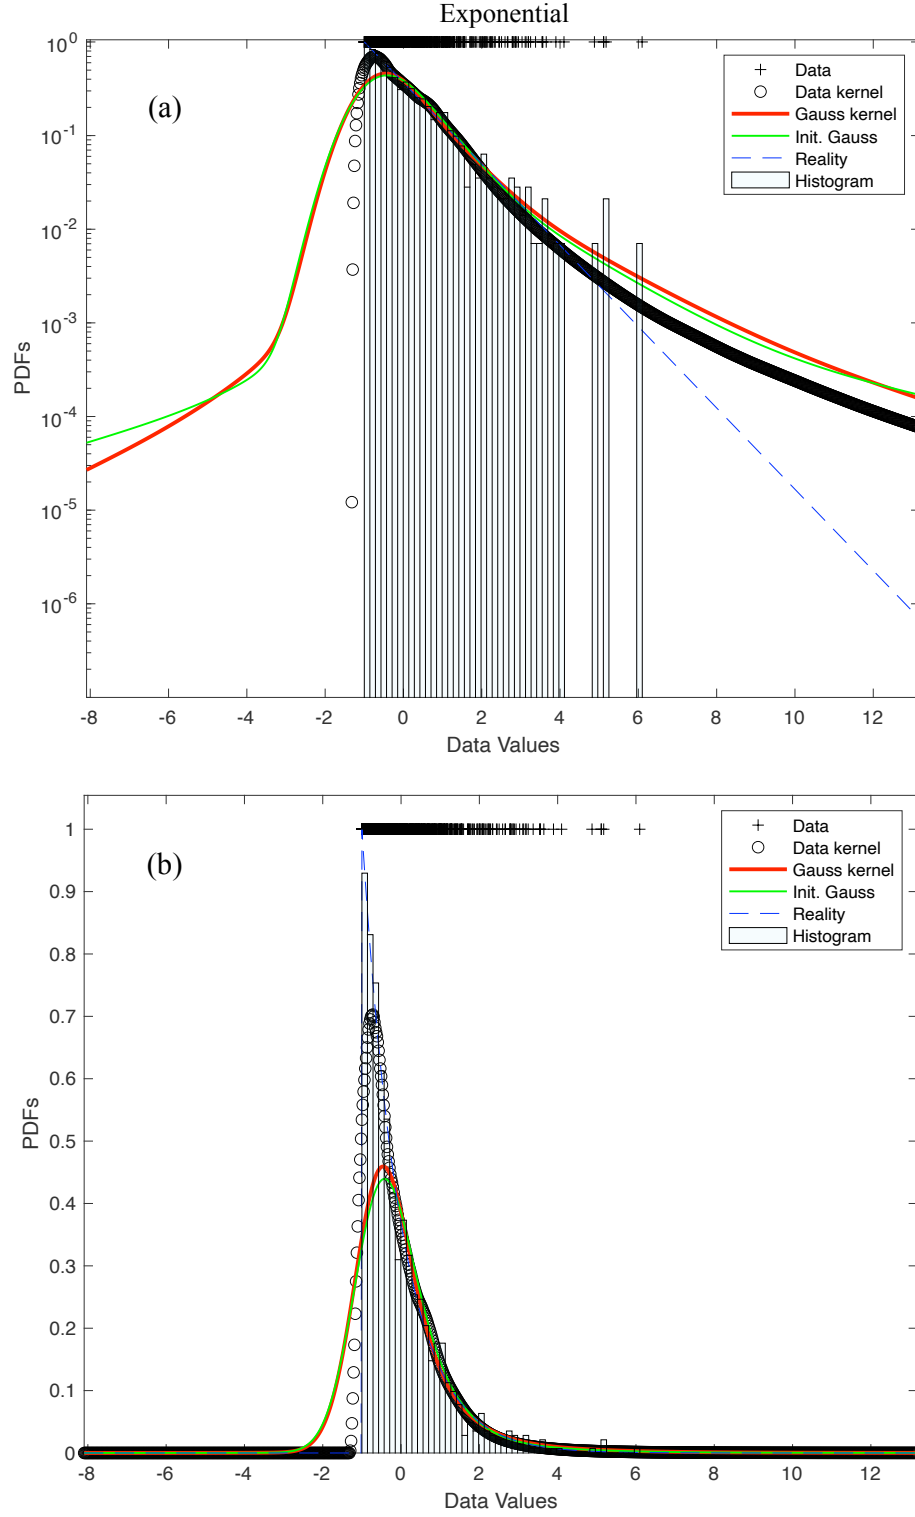 Exponential
10^0
10^-1
10^-2
10^-3
10^-4
10^-5
10^-6
PDFs
(a)
Data
Data kernel
Gauss kernel
Init. Gauss
Reality
Histogram
-8 -6 -4 -2 0 2 4 6 8 10 12
Data Values
1
0.9
0.8
0.7
0.6
0.5
0.4
0.3
0.2
0.1
0
PDFs
(b)
Data
Data kernel
Gauss kernel
Init. Gauss
Reality
Histogram
-8 -6 -4 -2 0 2 4 6 8 10 12
Data Values